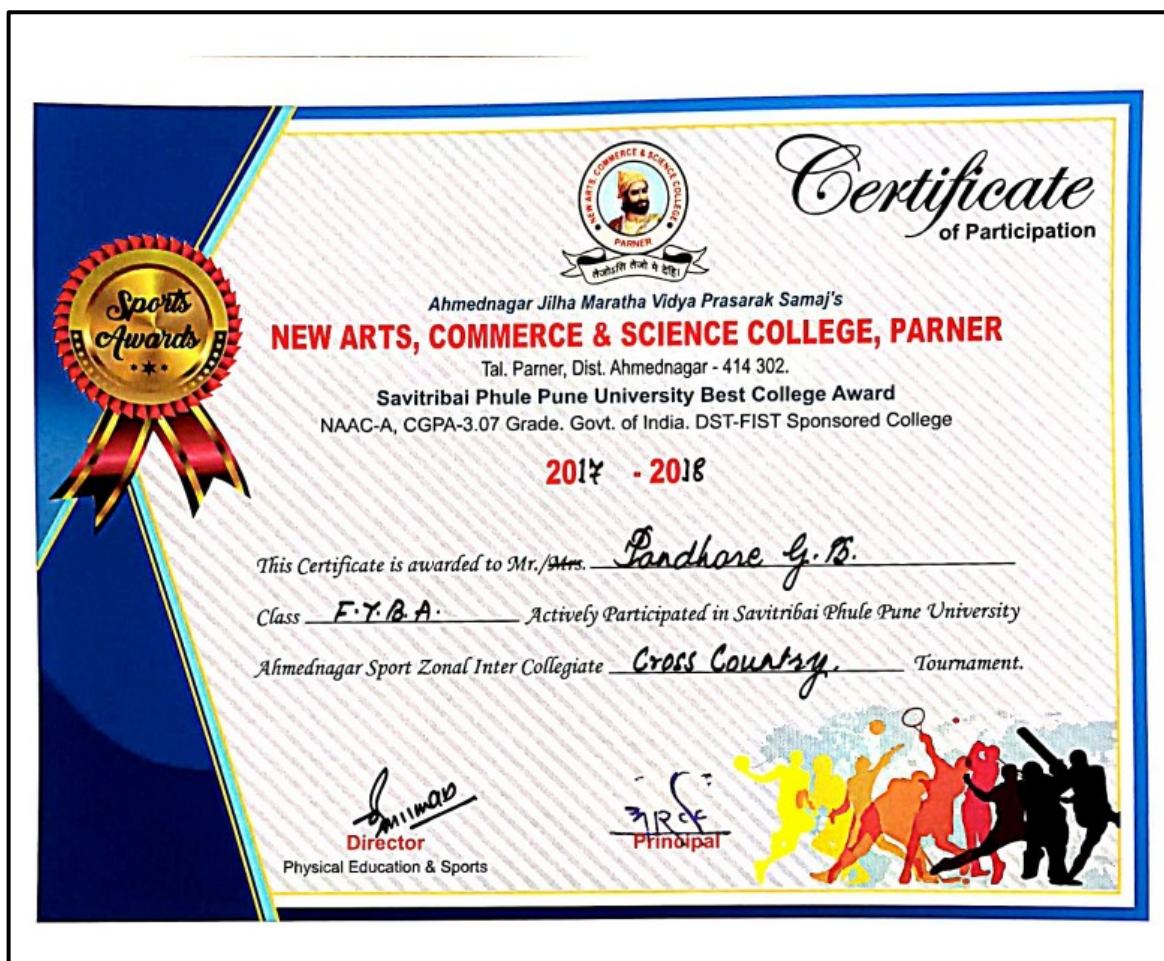 Certificate
of Participation
NEW ARTS, COMMERCE & SCIENCE COLLEGE
PARNER
तेजोऽसि तेजो मे देहि।
Sports
Awards
Ahmednagar Jilha Maratha Vidya Prasarak Samaj's
NEW ARTS, COMMERCE & SCIENCE COLLEGE, PARNER
Tal. Parner, Dist. Ahmednagar - 414 302.
Savitribai Phule Pune University Best College Award
NAAC-A, CGPA-3.07 Grade. Govt. of India. DST-FIST Sponsored College
2017 - 2018
This Certificate is awarded to Mr./Mrs. Pandhare G.B.
Class F.Y.B.A. Actively Participated in Savitribai Phule Pune University
Ahmednagar Sport Zonal Inter Collegiate Cross Country. Tournament.
Director
Physical Education & Sports
Principal